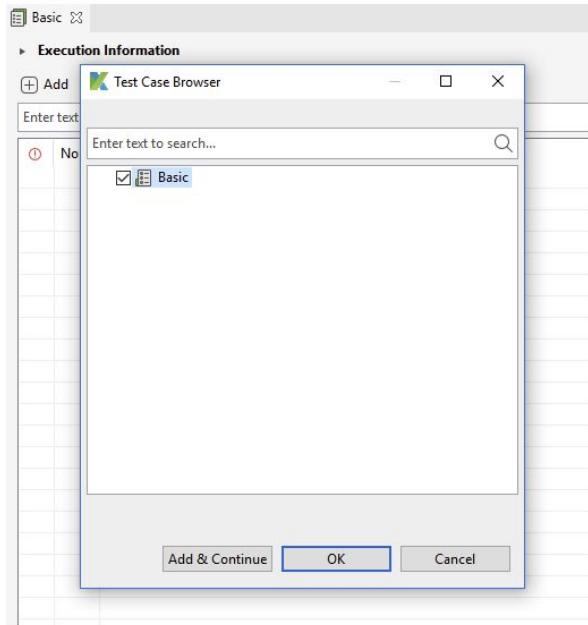 Basic
Execution Information
Add
Test Case Browser
Enter text
Enter text to search...
No
Basic
Add & Continue
OK
Cancel